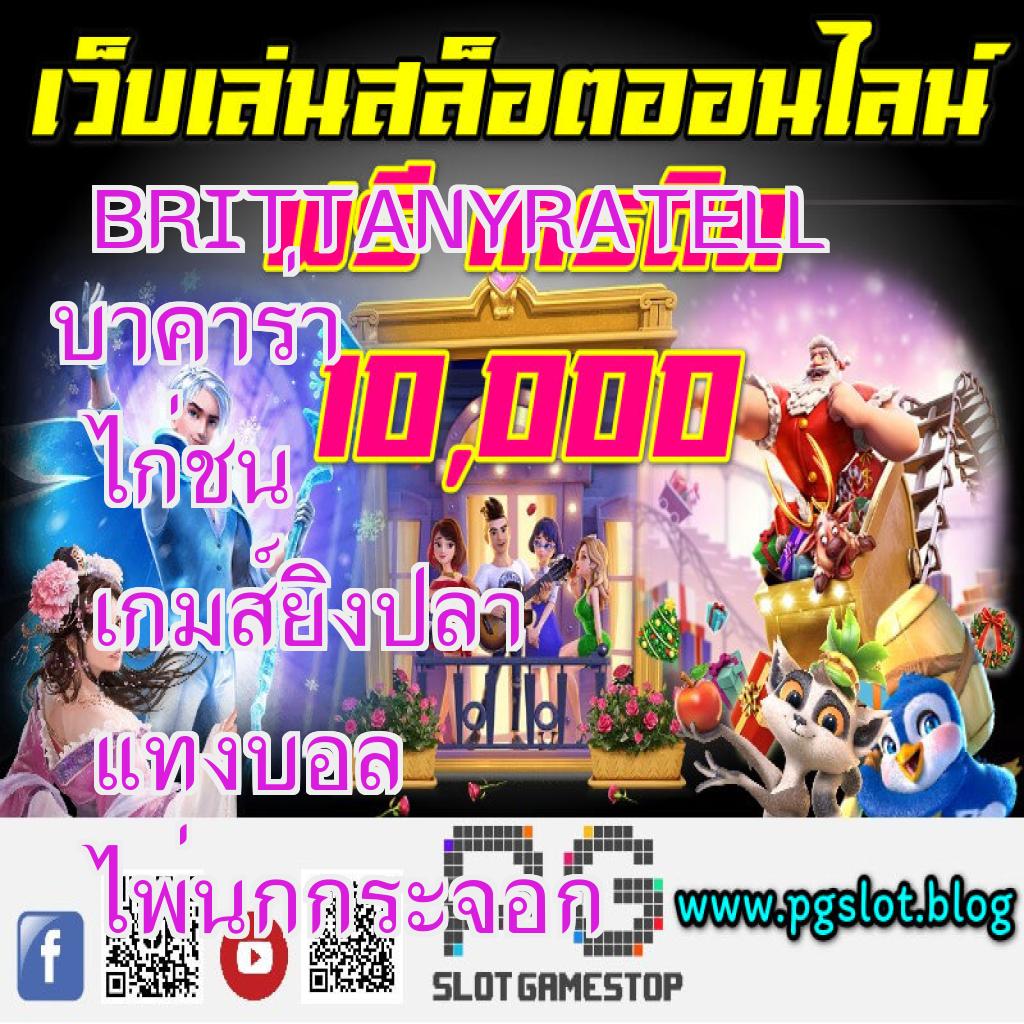 เว็บเล่นสล็อตออนไลน์
BRITTANYRATELL
บาคาร่า
10,000
ไก่ชน
เกมส์ยิงปลา
แทงบอล
ไพ่นกกระจอก
PG
www.pgslot.blog
SLOT GAMESTOP